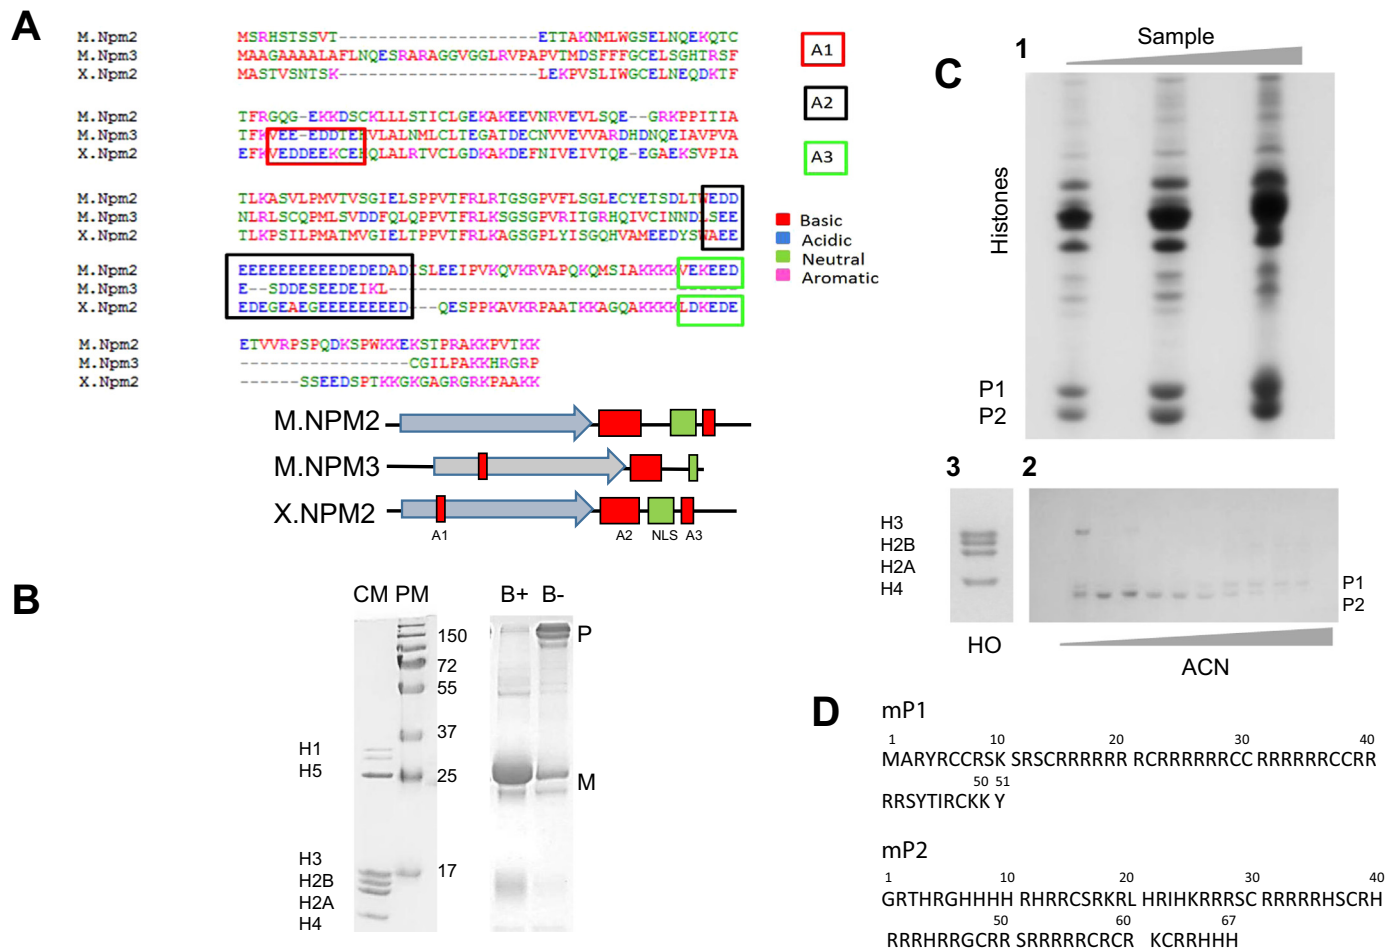 A
M.Npm2 MSRHSTSSVT--------------------ETTAKNMLWGSELNQEKQTC
M.Npm3 MAAGAAAALAFLNQESRARAGGVGGLRVPAPVTMDSFFFGCELSGHTRSF
X.Npm2 MASTVSNTSK--------------------LEKPVSLIWGCELNEQDKTF
M.Npm2 TFRGQG-EKKDSCKLLLSTICLGEKAKEEVNRVEVLSQE--GRKPPITIA
M.Npm3 TFKVEE-EDDTEHVLALNMLCLTEGATDECNVVEVVARDHDNQEIAVPVA
X.Npm2 EFKVEDDEEKCEHQLALRTVCLGDKAKDEFNIVEIVTQE-EGAEKSVPIA
M.Npm2 TLKASVLPMVTVSGIELSPPVTFRLRTGSGPVFLSGLECYETSDLTWEDD
M.Npm3 NLRLSCQPMLSVDDFQLQPPVTFRLKSGSGPVRITGRHQIVCINNDLSEE
X.Npm2 TLKPSILPMATMVGIELTPPVTFRLKAGSGPLYISGQHVAMEEDYSWAEE
M.Npm2 EEEEEEEEEEEDEDEDADISLEEIPVKQVKRVAPQKQMSIAKKKKVEKEED
M.Npm3 E--SDDESEEDEIKL
X.Npm2 EDEGEAEGEEEEEEEEED--QESPPKAVKRPAATKKAGQAKKKKLDKEDE
M.Npm2 ETVVRPSPQDKSPWKKEKSTPRAKKPVTKK
M.Npm3 -----------------CGILPAKKHRGRP
X.Npm2 ------SSEEDSPTKKGKGAGRGRKPAAKK
A1
A2
A3
Basic
Acidic
Neutral
Aromatic
M.NPM2
M.NPM3
X.NPM2
A1 A2 NLS A3
B
CM PM B+ B-
150
72
55
37
25
17
H1
H5
H3
H2B
H2A
H4
P
M
C
1
Sample
Histones
P1
P2
3
2
H3
H2B
H2A
H4
P1
P2
HO
ACN
D
mP1
1 10 20 30 40
MARYRCCRSK SRSCRRRRRR RCRRRRRRCC RRRRRRCCRR
50 51
RRSYTIRCKK Y
mP2
1 10 20 30 40
GRTHRGHHHH RHRRCSRKRL HRIHKRRRSC RRRRRHSCRH
50 60 67
RRRHRRGCRR SRRRRRCRCR KCRRHHH